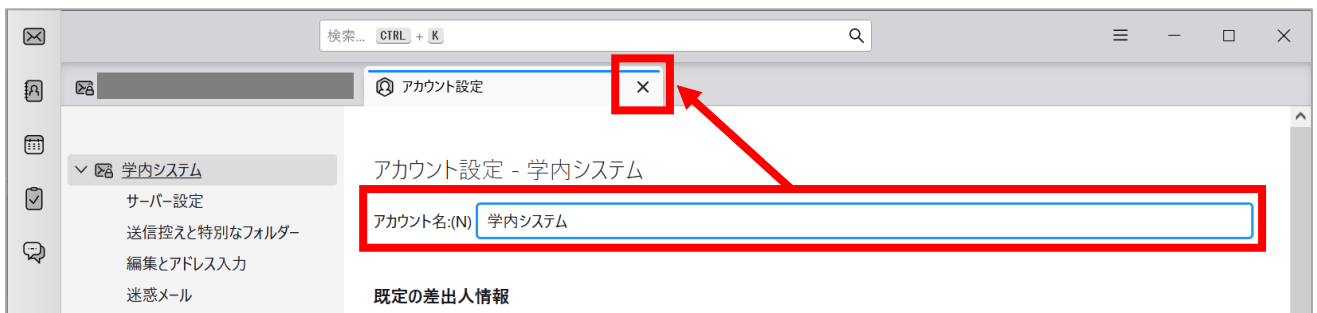 検索... CTRL + K
アカウント設定
学内システム
サーバー設定
送信控えと特別なフォルダー
編集とアドレス入力
迷惑メール
アカウント設定 - 学内システム
アカウント名:(N) 学内システム
既定の差出人情報